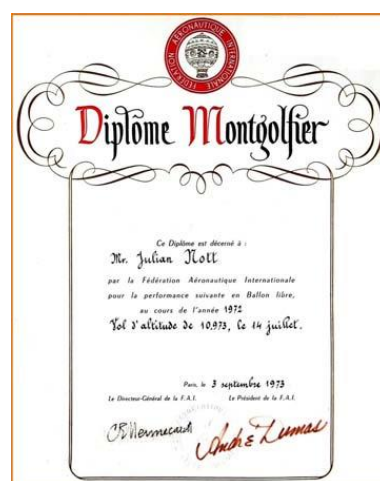 FÉDÉRATION AÉRONAUTIQUE INTERNATIONALE
Diplôme Montgolfier
Ce Diplôme est décerné à :
Mr. Julian Nott
par la Fédération Aéronautique Internationale
pour la performance suivante en Ballon libre,
au cours de l'année 1972
Vol d'altitude de 10,973, le 14 juillet.
Paris, le 3 septembre 1973
Le Directeur-Général de la F.A.I.
Le Président de la F.A.I.
André Dumas